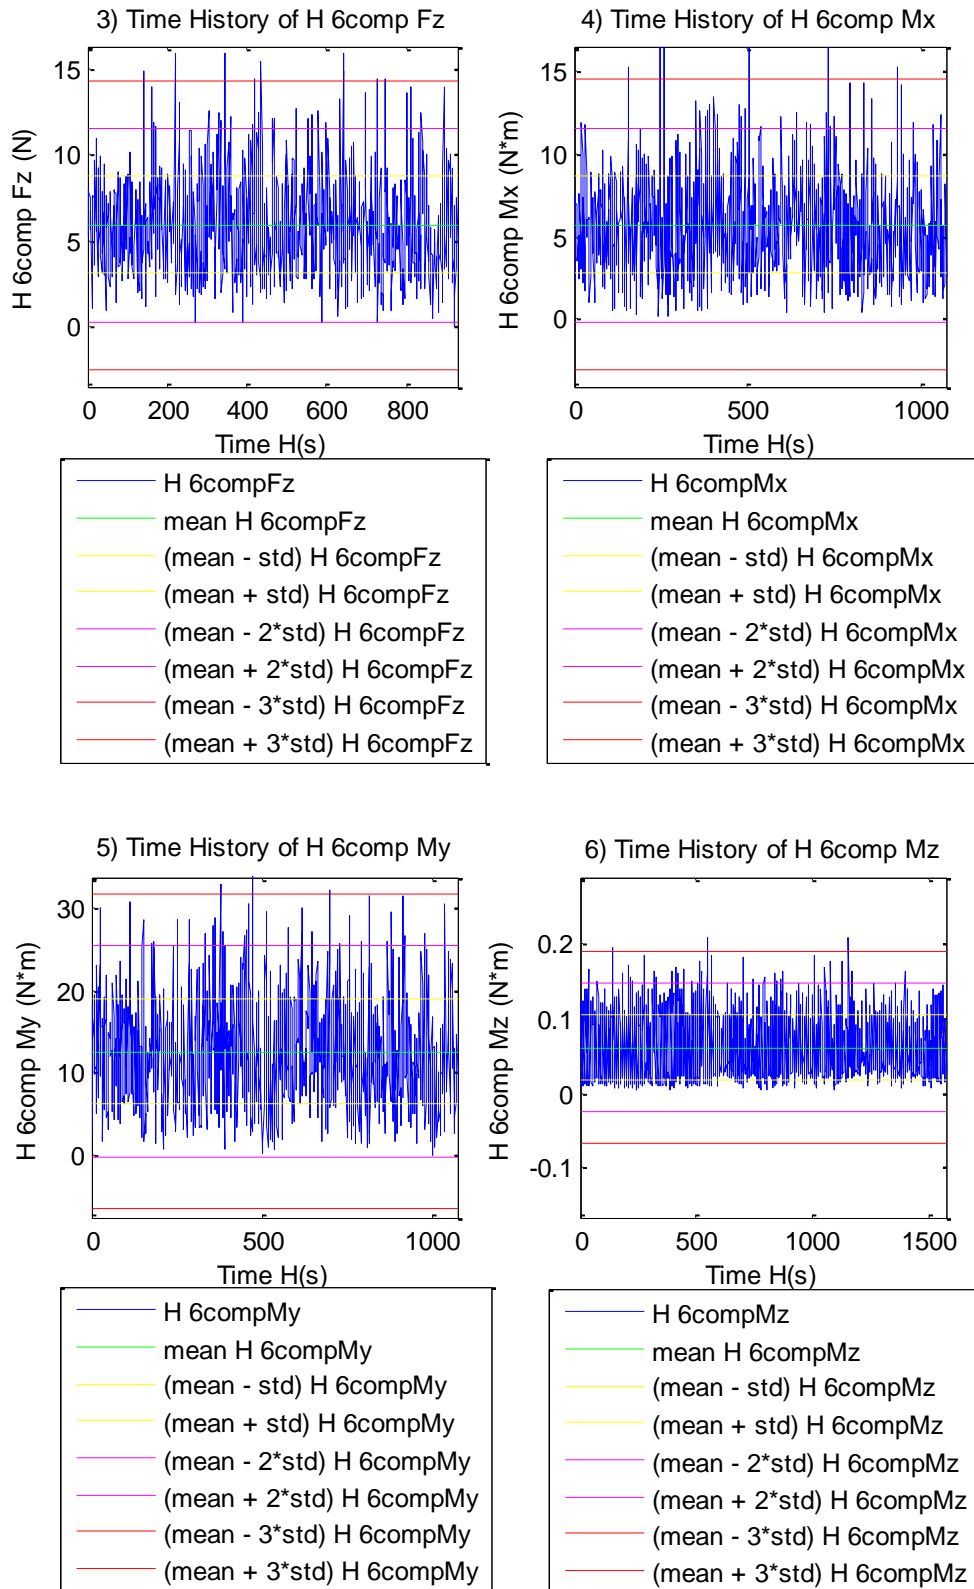 3) Time History of H 6comp Fz
15
10
5
0
H 6comp Fz (N)
0 200 400 600 800
Time H(s)
H 6compFz
mean H 6compFz
(mean - std) H 6compFz
(mean + std) H 6compFz
(mean - 2*std) H 6compFz
(mean + 2*std) H 6compFz
(mean - 3*std) H 6compFz
(mean + 3*std) H 6compFz
4) Time History of H 6comp Mx
15
10
5
0
H 6comp Mx (N*m)
0 500 1000
Time H(s)
H 6compMx
mean H 6compMx
(mean - std) H 6compMx
(mean + std) H 6compMx
(mean - 2*std) H 6compMx
(mean + 2*std) H 6compMx
(mean - 3*std) H 6compMx
(mean + 3*std) H 6compMx
5) Time History of H 6comp My
30
20
10
0
H 6comp My (N*m)
0 500 1000
Time H(s)
H 6compMy
mean H 6compMy
(mean - std) H 6compMy
(mean + std) H 6compMy
(mean - 2*std) H 6compMy
(mean + 2*std) H 6compMy
(mean - 3*std) H 6compMy
(mean + 3*std) H 6compMy
6) Time History of H 6comp Mz
0.2
0.1
0
-0.1
H 6comp Mz (N*m)
0 500 1000 1500
Time H(s)
H 6compMz
mean H 6compMz
(mean - std) H 6compMz
(mean + std) H 6compMz
(mean - 2*std) H 6compMz
(mean + 2*std) H 6compMz
(mean - 3*std) H 6compMz
(mean + 3*std) H 6compMz